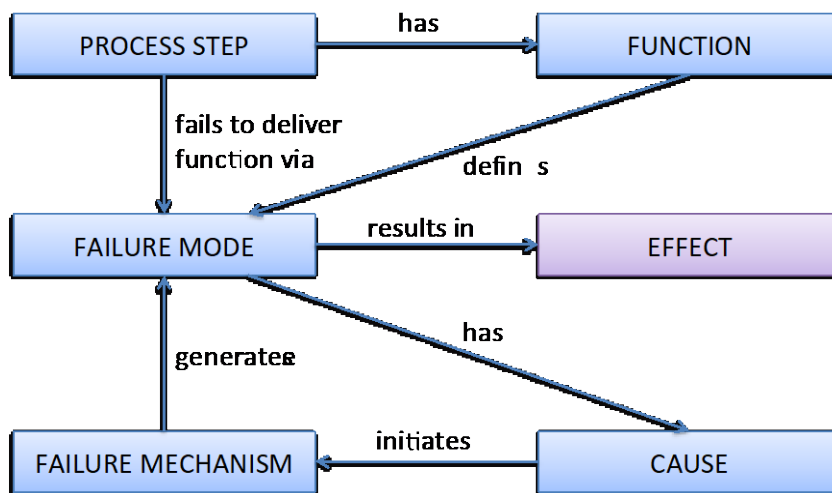 has
PROCESS STEP
FUNCTION
fails to deliver
function via
defin s
results in
FAILURE MODE
EFFECT
has
generates
initiates
FAILURE MECHANISM
CAUSE